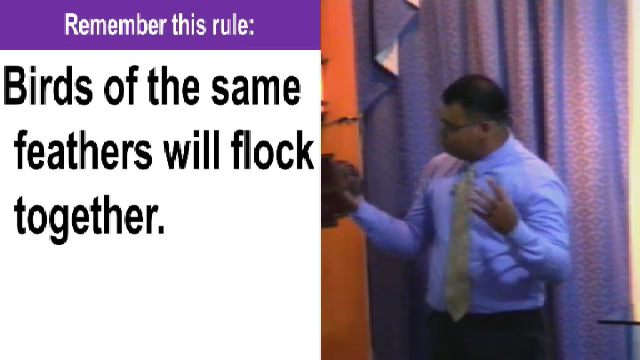 Remember this rule:
Birds of the same
feathers will flock
together.